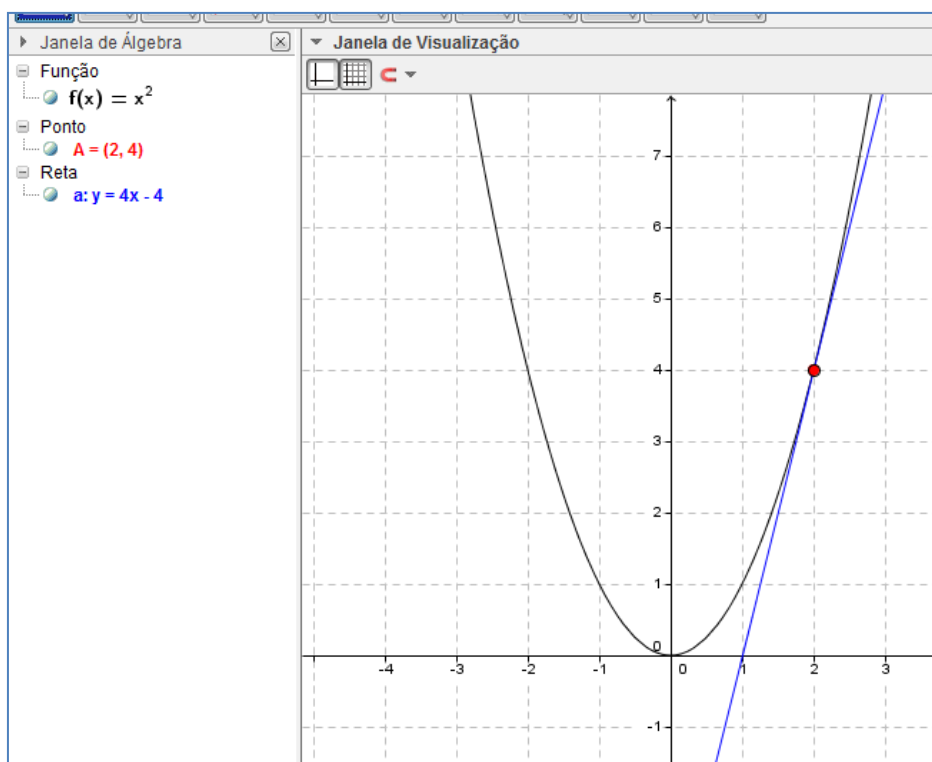 Janela de Álgebra
Janela de Visualização
Função
f(x) = x²
Ponto
A = (2, 4)
Reta
a: y = 4x - 4
7
6
5
4
3
2
1
0
-4 -3 -2 -1 0 1 2 3
-1